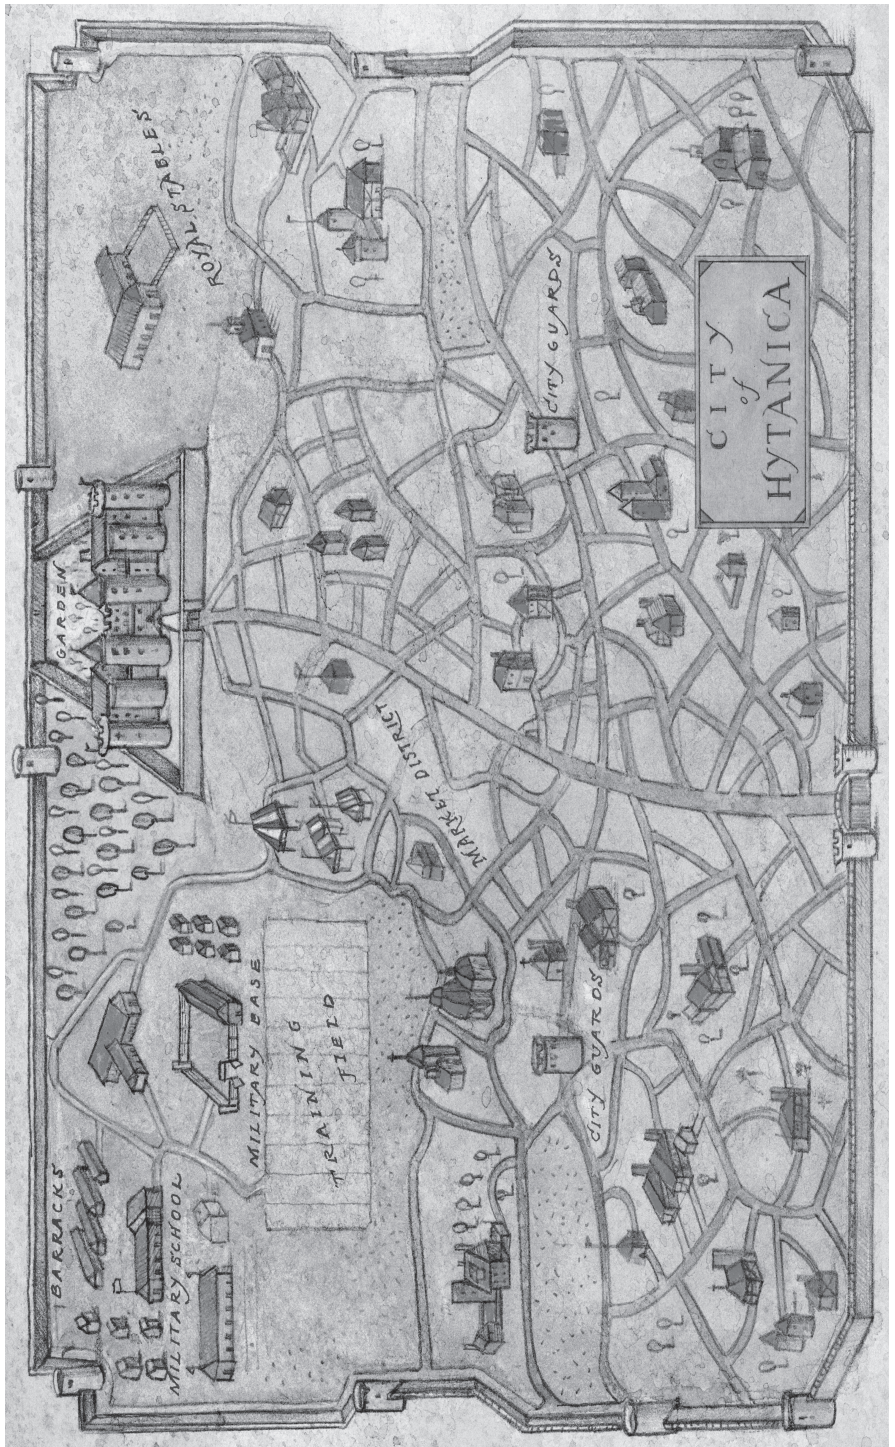 CITY
of
HYTANICA
ROYAL STABLES
CITY GUARDS
GARDEN
MARKET DISTRICT
MILITARY BASE
TRAINING
FIELD
CITY GUARDS
BARRACKS
MILITARY SCHOOL